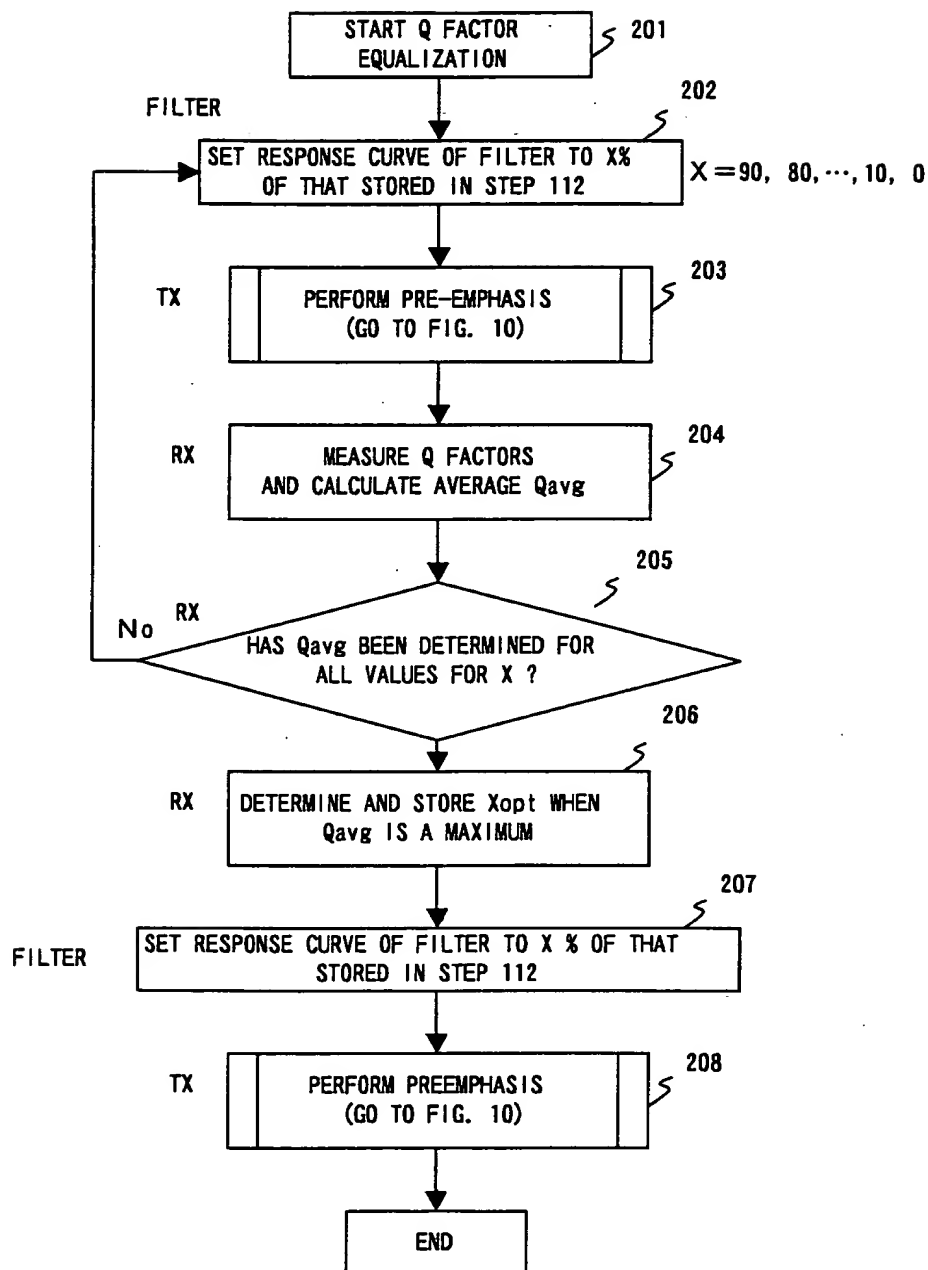 START Q FACTOR
EQUALIZATION
201
FILTER
202
SET RESPONSE CURVE OF FILTER TO X%
OF THAT STORED IN STEP 112
X=90, 80,···, 10, 0
203
TX
PERFORM PRE-EMPHASIS
(GO TO FIG. 10)
204
RX
MEASURE Q FACTORS
AND CALCULATE AVERAGE Qavg
205
RX
No
HAS Qavg BEEN DETERMINED FOR
ALL VALUES FOR X ?
206
RX
DETERMINE AND STORE Xopt WHEN
Qavg IS A MAXIMUM
207
FILTER
SET RESPONSE CURVE OF FILTER TO X % OF THAT
STORED IN STEP 112
208
TX
PERFORM PREEMPHASIS
(GO TO FIG. 10)
END